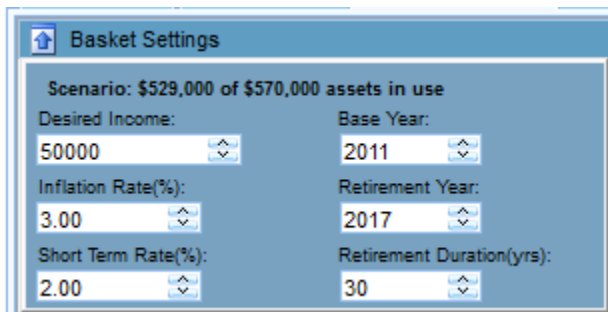 Basket Settings
Scenario: $529,000 of $570,000 assets in use
Desired Income: Base Year:
50000 2011
Inflation Rate(%): Retirement Year:
3.00 2017
Short Term Rate(%): Retirement Duration(yrs):
2.00 30